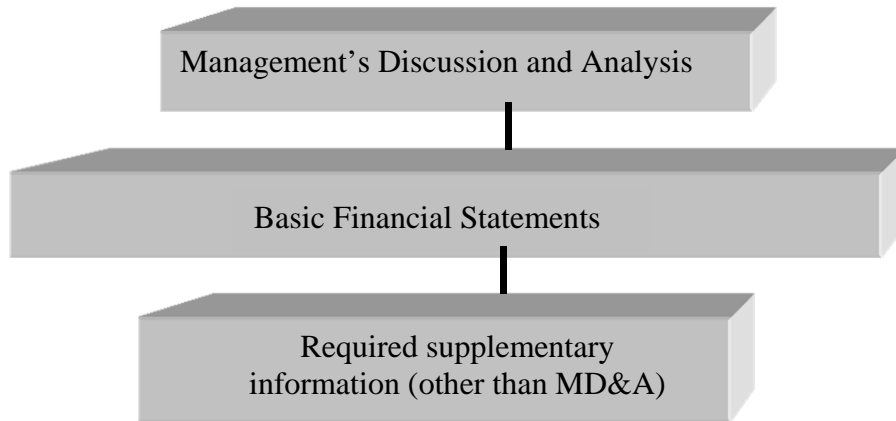 Management’s Discussion and Analysis
Basic Financial Statements
Required supplementary
information (other than MD&A)